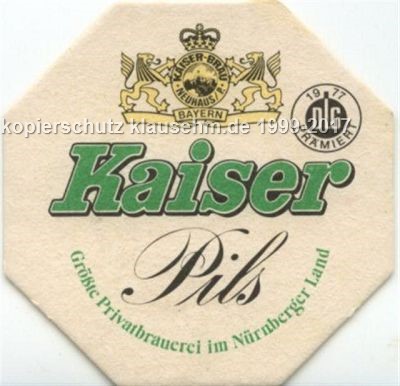 KAISER-BRÄU
NEUHAUS/P.
BAYERN
1977
DLG
PRÄMIERT
kopierschutz klausehm.de 1999-2017
Kaiser
Pils
Größte Privatbrauerei im Nürnberger Land